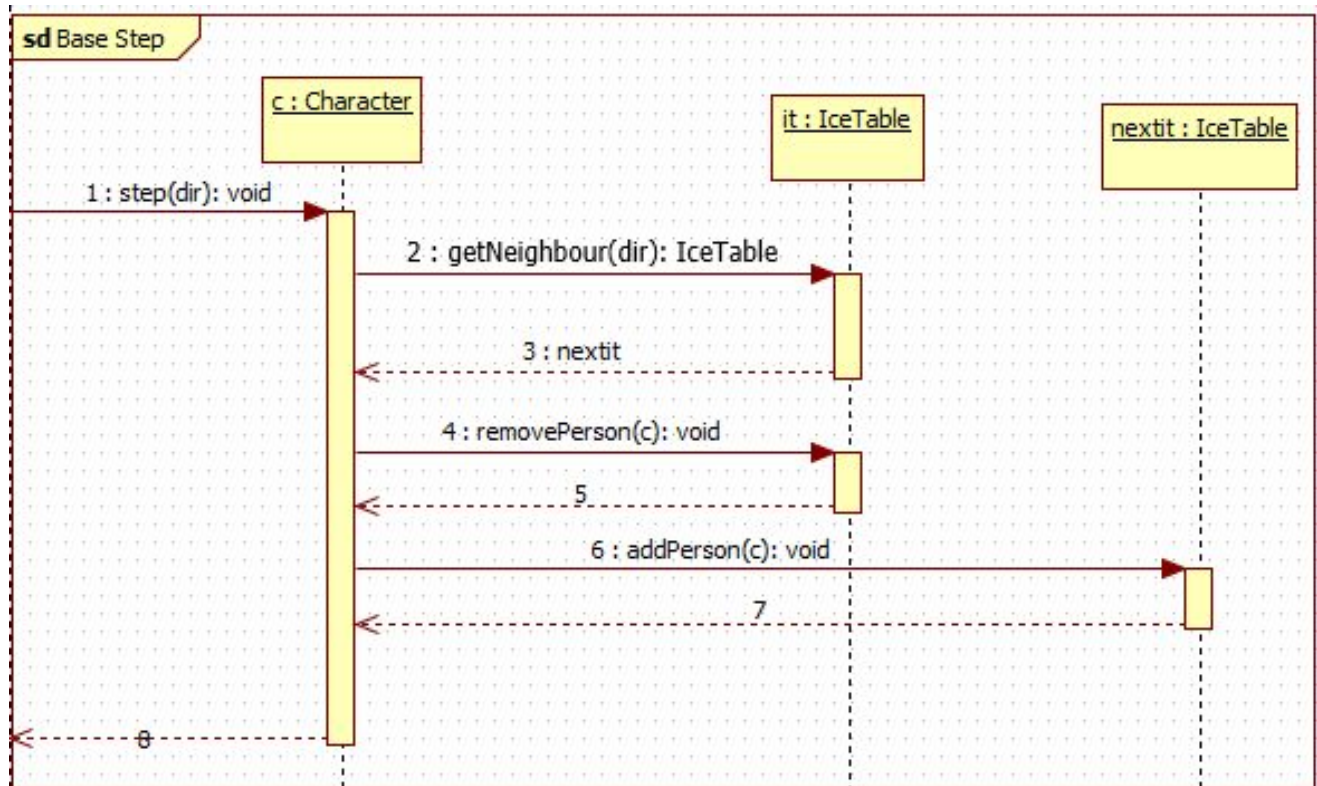 sd Base Step
c : Character
it : IceTable
nextit : IceTable
1 : step(dir): void
2 : getNeighbour(dir): IceTable
3 : nextit
4 : removePerson(c): void
5
6 : addPerson(c): void
7
8